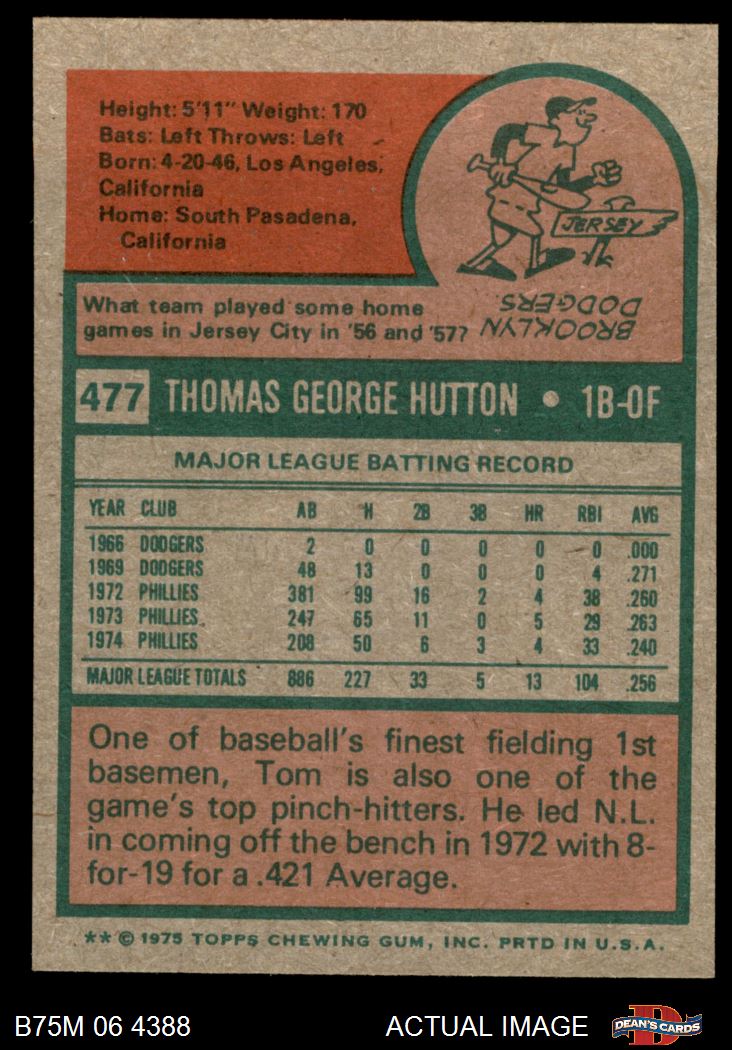 Height: 5'11" Weight: 170
Bats: Left Throws: Left
Born: 4-20-46, Los Angeles,
California
Home: South Pasadena,
California
JERSEY
What team played some home
games in Jersey City in '56 and '57?
BROOKLYN
DODGERS.
477 THOMAS GEORGE HUTTON • 1B-OF
MAJOR LEAGUE BATTING RECORD
YEAR CLUB AB H 2B 3B HR RBI AVG
1966 DODGERS 2 0 0 0 0 0 .000
1969 DODGERS 48 13 0 0 0 4 .271
1972 PHILLIES 381 99 16 2 4 38 .260
1973 PHILLIES. 247 65 11 0 5 29 .263
1974 PHILLIES 208 50 6 3 4 33 .240
MAJOR LEAGUE TOTALS 886 227 33 5 13 104 .256
One of baseball's finest fielding 1st
basemen, Tom is also one of the
game's top pinch-hitters. He led N.L.
in coming off the bench in 1972 with 8-
for-19 for a .421 Average.
** © 1975 TOPPS CHEWING GUM, INC. PRTD IN U.S.A.
B75M 06 4388 ACTUAL IMAGE
D
DEAN'S CARDS